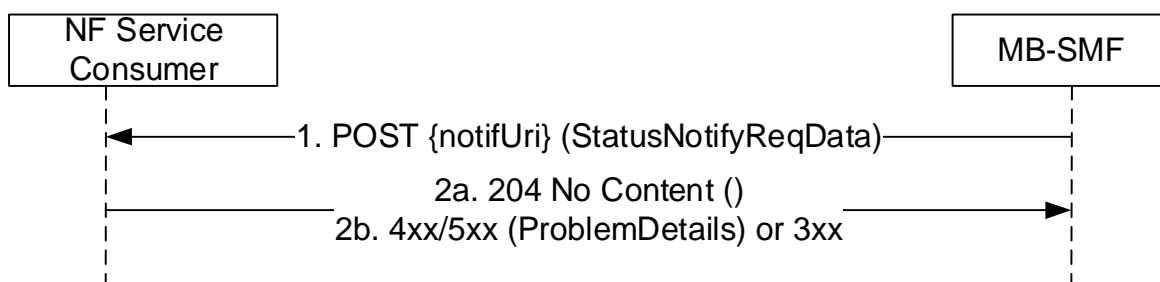 NF Service
Consumer
MB-SMF
1. POST {notifUri} (StatusNotifyReqData)
2a. 204 No Content ()
2b. 4xx/5xx (ProblemDetails) or 3xx